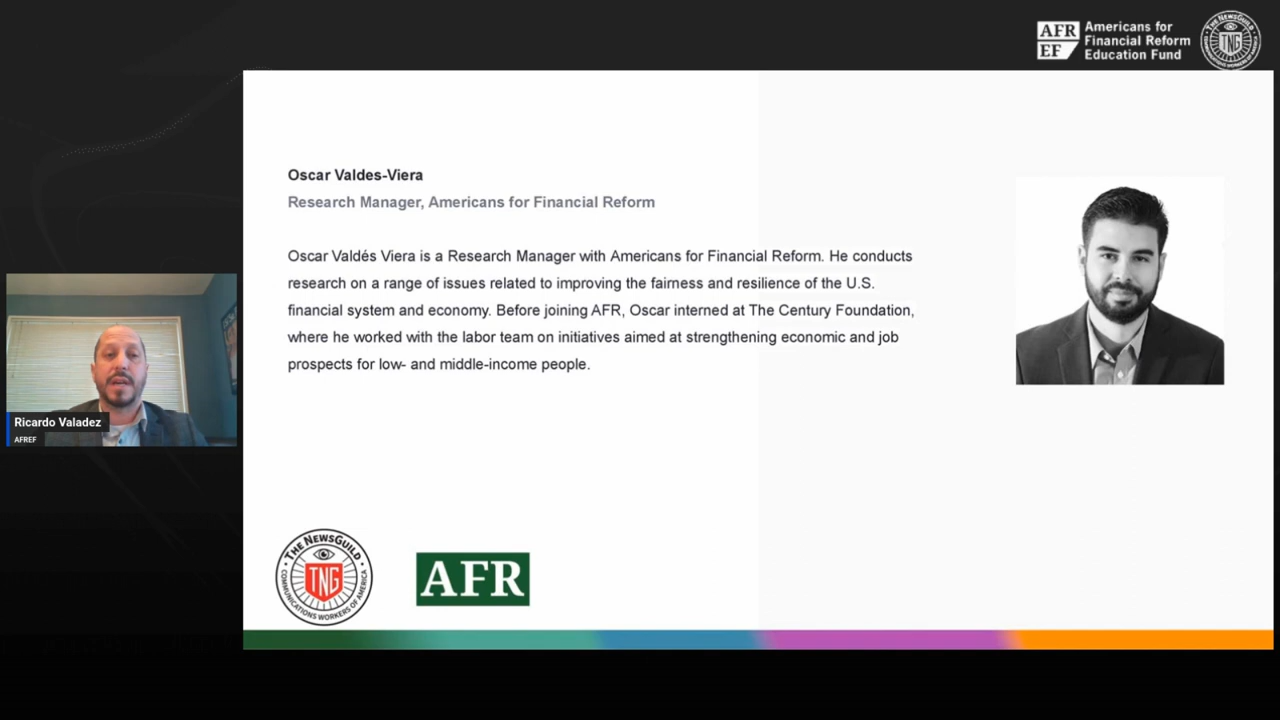 AFR
EF
Americans for
Financial Reform
Education Fund
THE NEWSGUILD
TNG
Oscar Valdes-Viera
Research Manager, Americans for Financial Reform
Oscar Valdés Viera is a Research Manager with Americans for Financial Reform. He conducts
research on a range of issues related to improving the fairness and resilience of the U.S.
financial system and economy. Before joining AFR, Oscar interned at The Century Foundation,
where he worked with the labor team on initiatives aimed at strengthening economic and job
prospects for low- and middle-income people.
Ricardo Valadez
AFREF
THE NEWSGUILD
TNG
COMMUNICATIONS WORKERS OF AMERICA
AFR